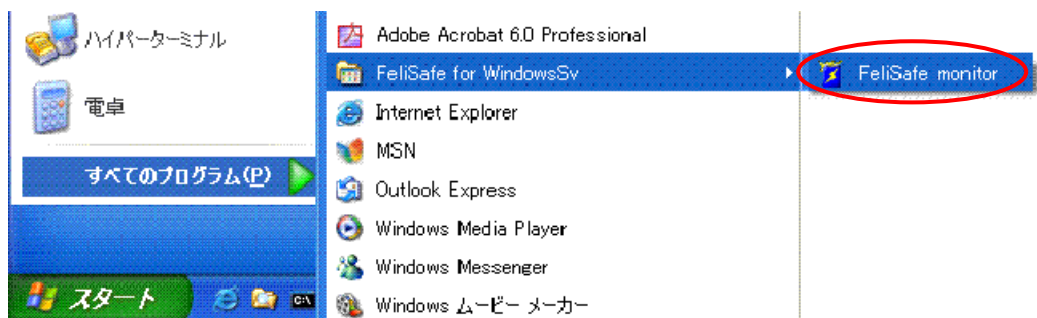 ハイパーターミナル
電卓
すべてのプログラム(P)
スタート
Adobe Acrobat 6.0 Professional
FeliSafe for WindowsSv
Internet Explorer
MSN
Outlook Express
Windows Media Player
Windows Messenger
Windows ムービー メーカー
FeliSafe monitor